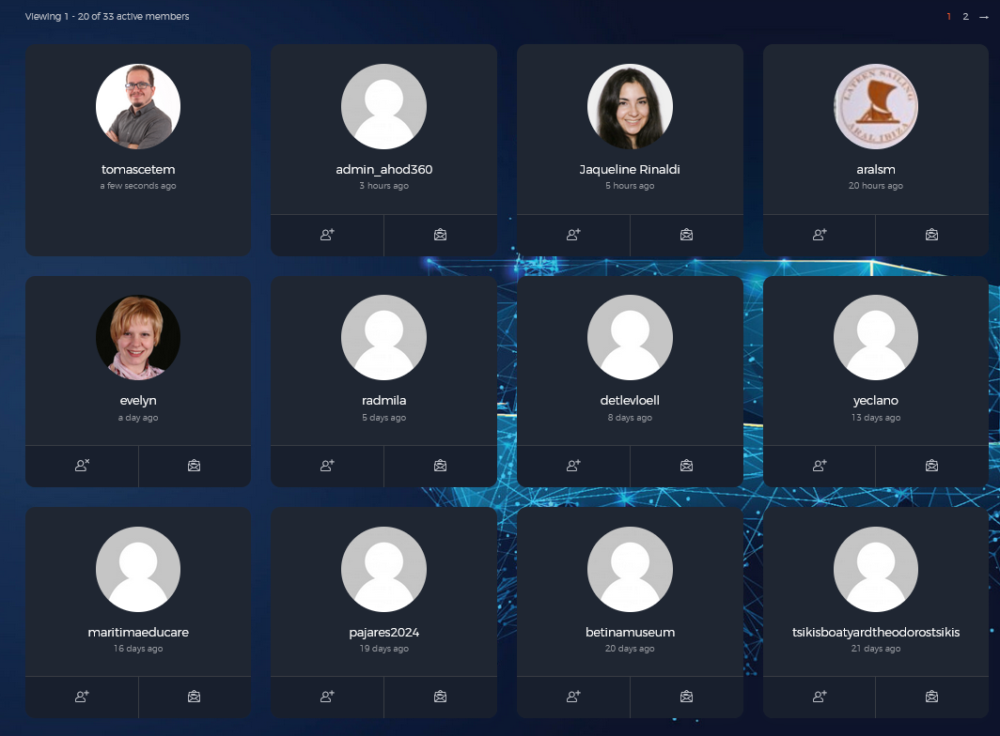 Viewing 1 - 20 of 33 active members
1 2 →
LATEEN SAILING
ARAL IBIZA
tomascetem
a few seconds ago
admin_ahod360
3 hours ago
Jaqueline Rinaldi
5 hours ago
aralsm
20 hours ago
evelyn
a day ago
radmila
5 days ago
detlevloell
8 days ago
yeclano
13 days ago
maritimaeducare
16 days ago
pajares2024
19 days ago
betinamuseum
20 days ago
tsikisboatyardtheodorostsikis
21 days ago